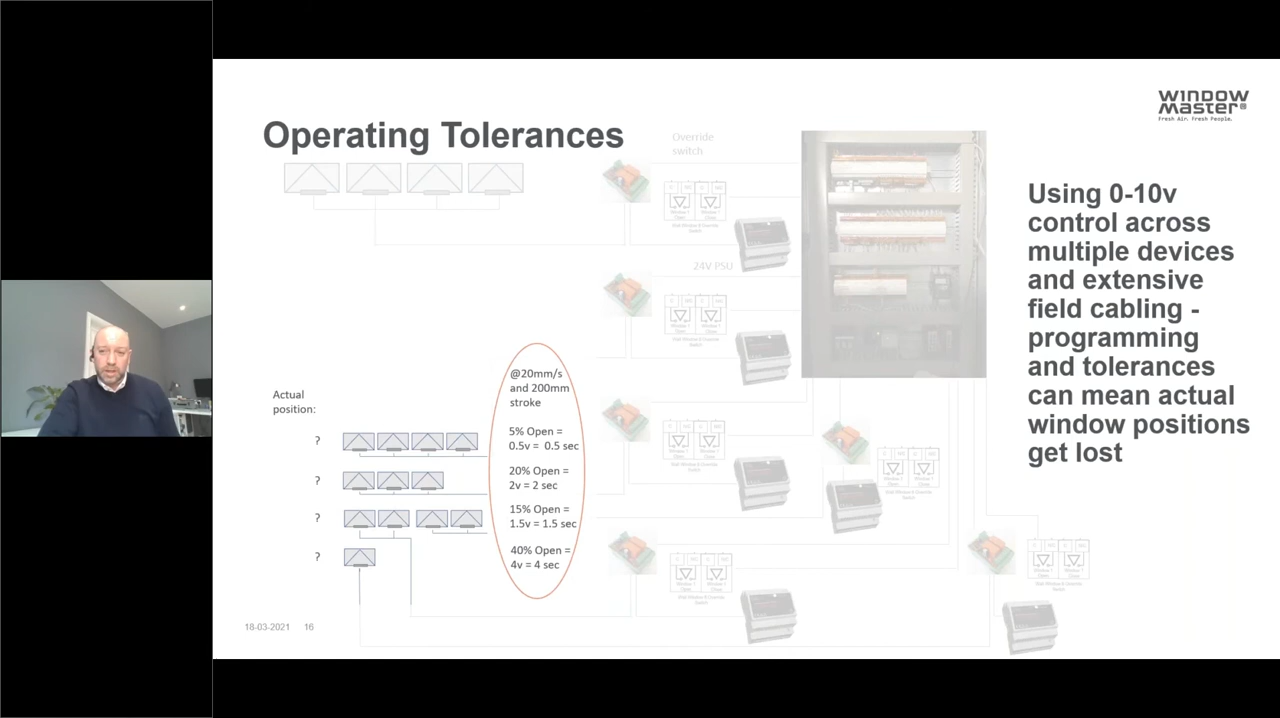 WINDOW
MASTER®
Fresh Air. Fresh People.
Operating Tolerances
Override
switch
24V PSU
Using 0-10v
control across
multiple devices
and extensive
field cabling -
programming
and tolerances
can mean actual
window positions
get lost
@20mm/s
and 200mm
stroke
Actual
position:
?
5% Open =
0.5v = 0.5 sec
?
20% Open =
2v = 2 sec
?
15% Open =
1.5v = 1.5 sec
?
40% Open =
4v = 4 sec
18-03-2021 16